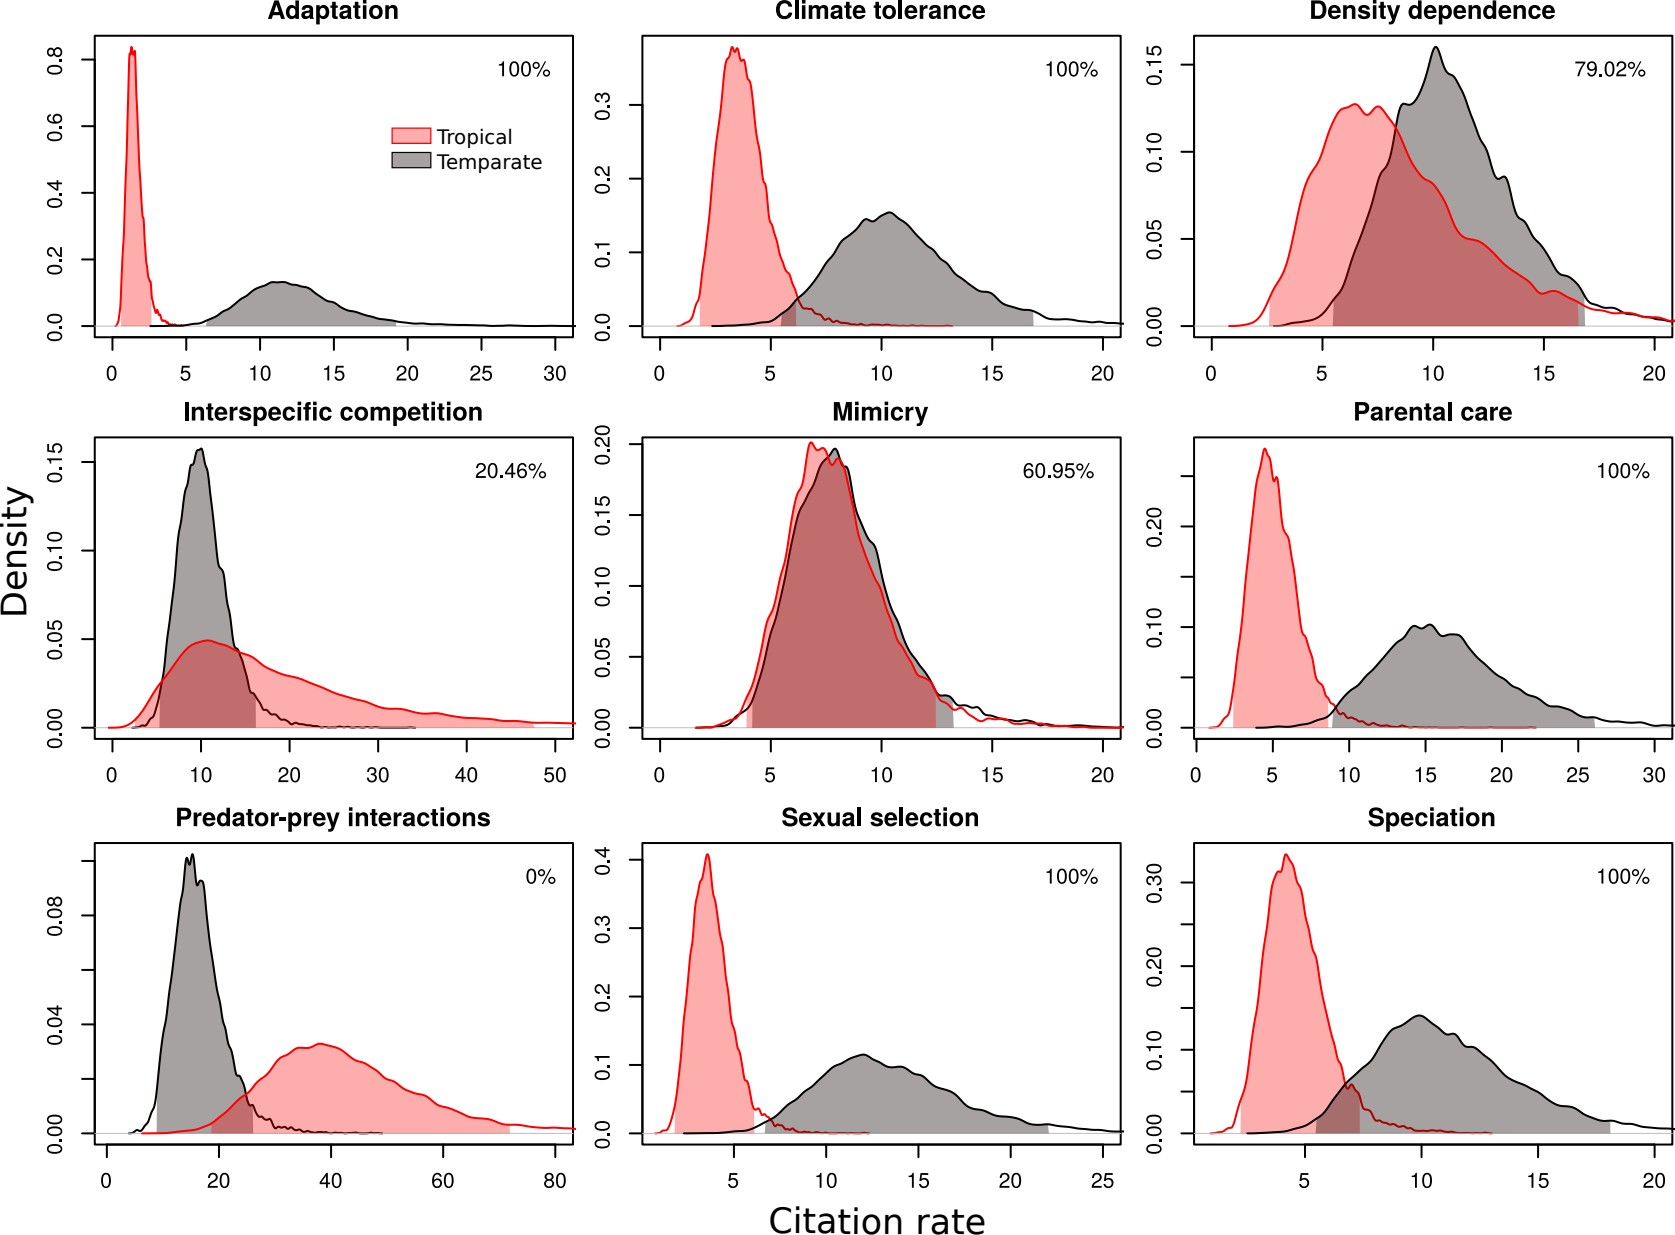 Adaptation
Climate tolerance
Density dependence
100%
Tropical
Temparate
0.0 0.2 0.4 0.6 0.8
0 5 10 15 20 25 30
100%
0.0 0.1 0.2 0.3
0 5 10 15 20
79.02%
0.00 0.05 0.10 0.15
0 5 10 15 20
Interspecific competition
Mimicry
Parental care
Density
20.46%
0.00 0.05 0.10 0.15
0 10 20 30 40 50
60.95%
0.00 0.05 0.10 0.15 0.20
0 5 10 15 20
100%
0.00 0.10 0.20
0 5 10 15 20 25 30
Predator-prey interactions
Sexual selection
Speciation
0%
0.00 0.04 0.08
0 20 40 60 80
100%
0.0 0.1 0.2 0.3 0.4
5 10 15 20 25
100%
0.00 0.10 0.20 0.30
5 10 15 20
Citation rate